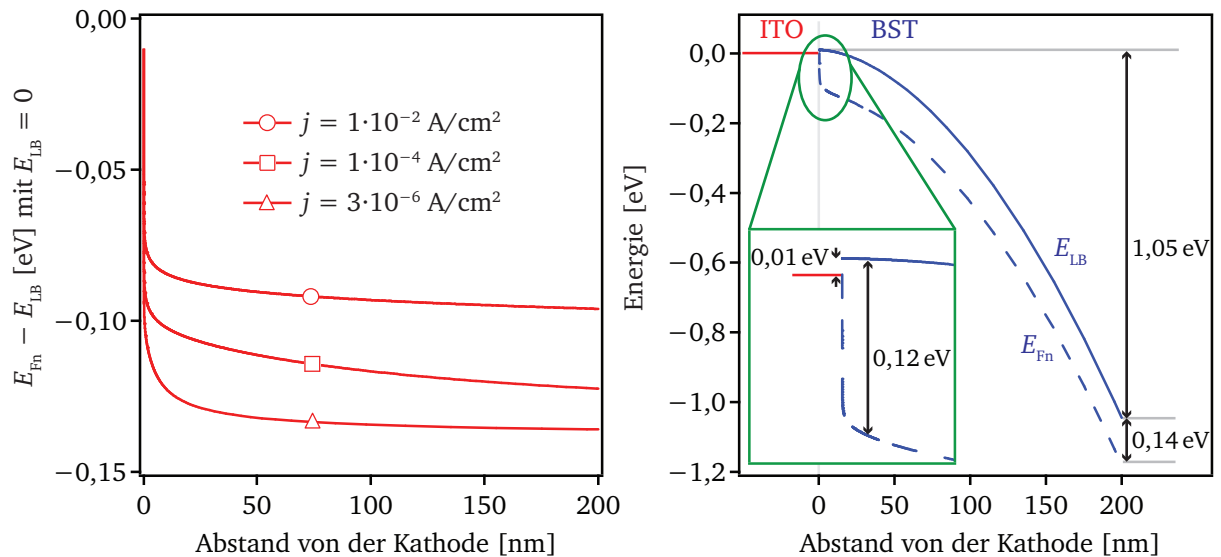 0,00
−0,05
−0,10
−0,15
E_Fn − E_LB [eV] mit E_LB = 0
j = 1·10⁻² A/cm²
j = 1·10⁻⁴ A/cm²
j = 3·10⁻⁶ A/cm²
0
50
100
150
200
Abstand von der Kathode [nm]
ITO
BST
0,0
−0,2
−0,4
−0,6
−0,8
−1,0
−1,2
Energie [eV]
0,01 eV
0,12 eV
E_LB
E_Fn
1,05 eV
0,14 eV
0
50
100
150
200
Abstand von der Kathode [nm]